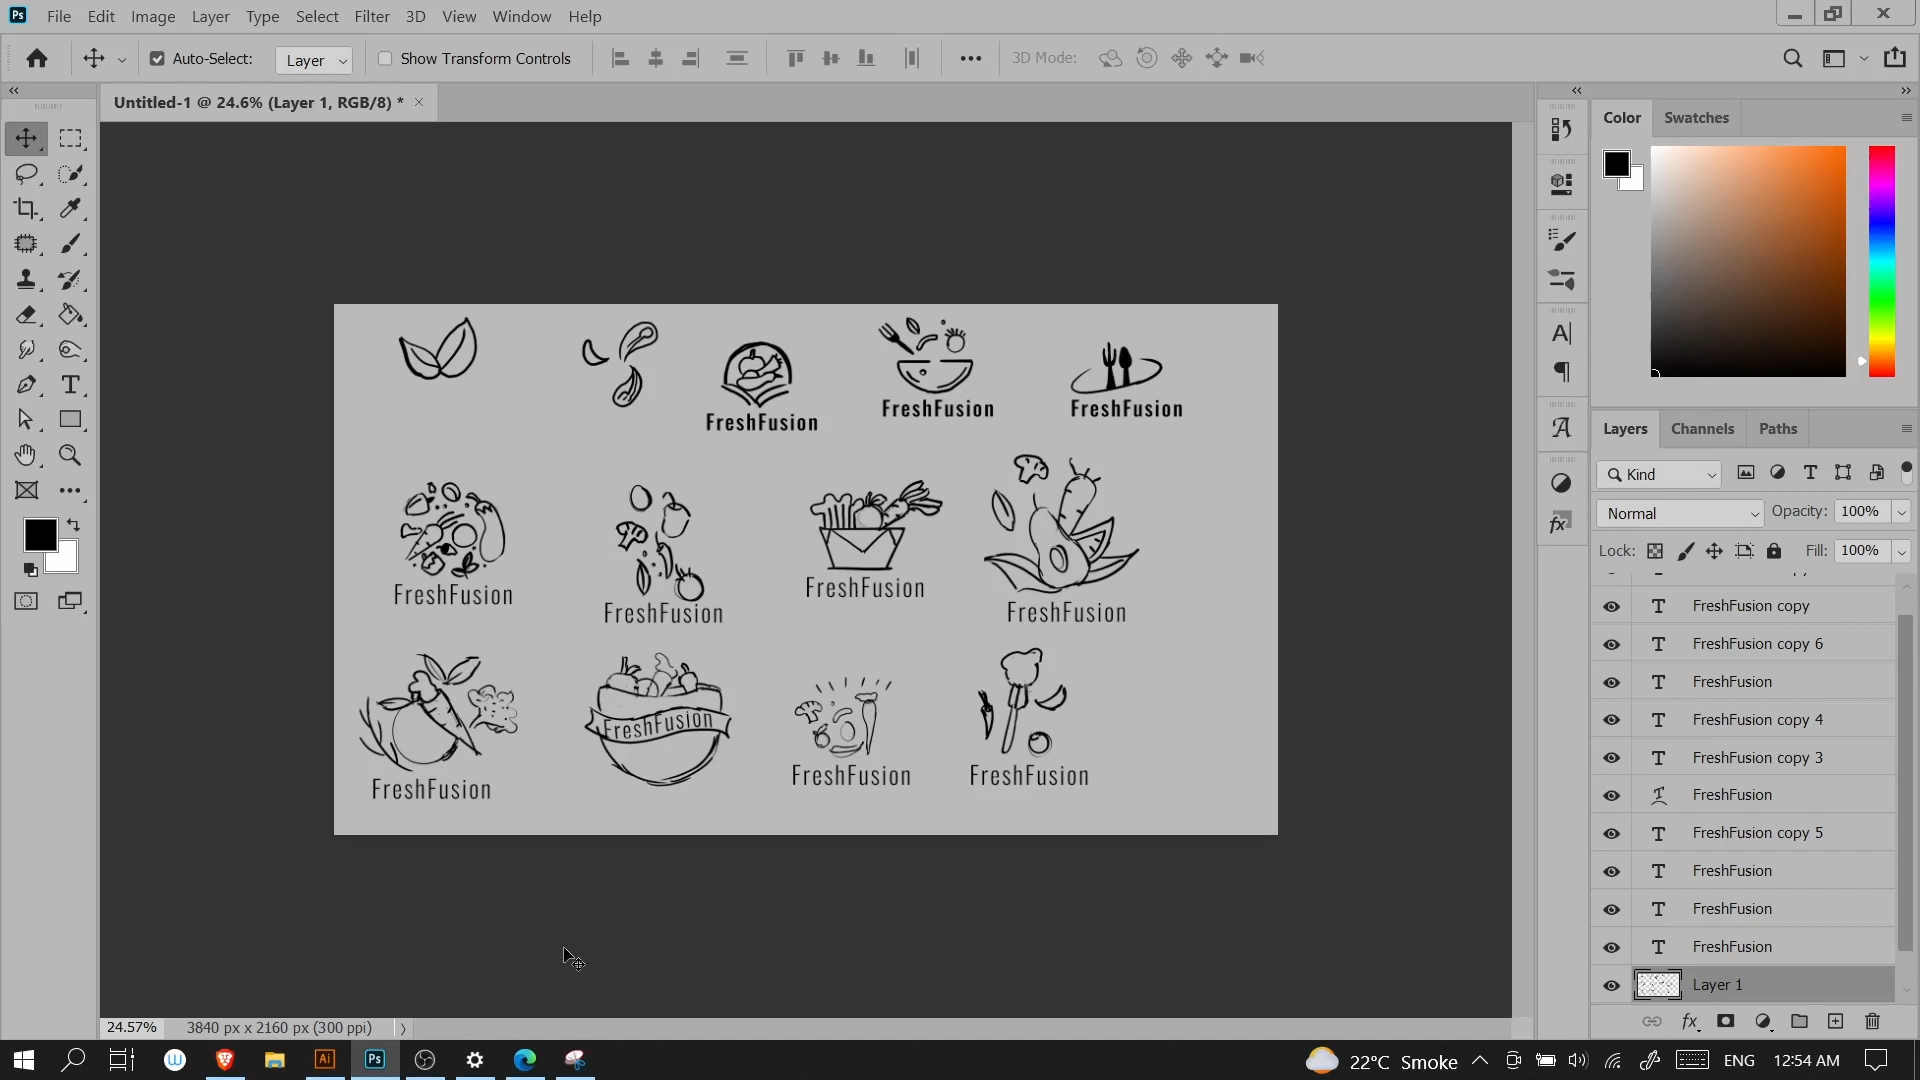 Ps File Edit Image Layer Type Select Filter 3D View Window Help
Auto-Select: Layer Show Transform Controls 3D Mode:
Untitled-1 @ 24.6% (Layer 1, RGB/8) *
Color Swatches
FreshFusion
FreshFusion
FreshFusion
FreshFusion
FreshFusion
FreshFusion
FreshFusion
FreshFusion
FreshFusion
FreshFusion
FreshFusion
Layers Channels Paths
Kind
Normal Opacity: 100%
Lock: Fill: 100%
FreshFusion copy
FreshFusion copy 6
FreshFusion
FreshFusion copy 4
FreshFusion copy 3
FreshFusion
FreshFusion copy 5
FreshFusion
FreshFusion
FreshFusion
Layer 1
24.57% 3840 px x 2160 px (300 ppi)
Ai Ps 22°C Smoke ENG 12:54 AM